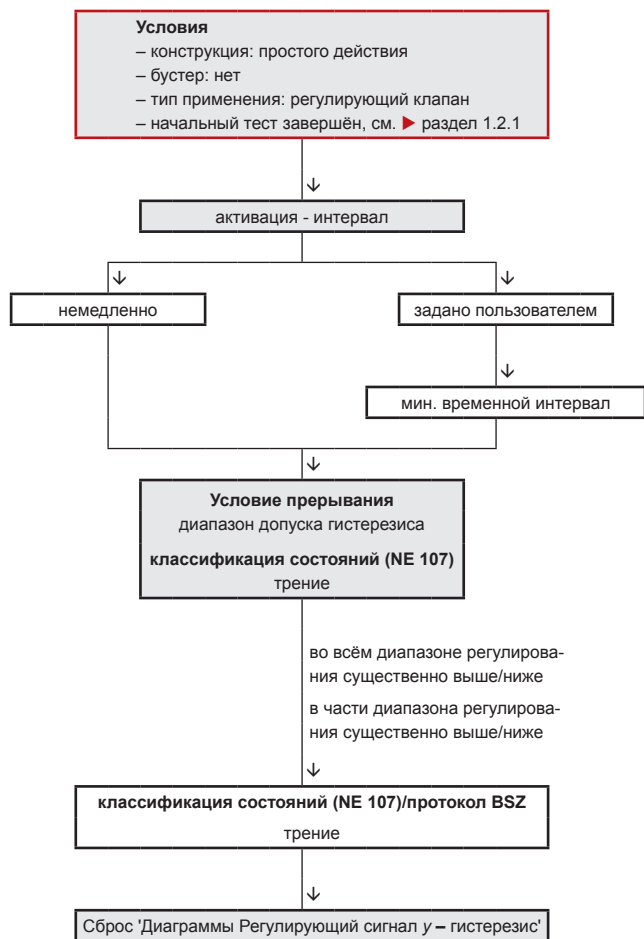 Условия
– конструкция: простого действия
– бустер: нет
– тип применения: регулирующий клапан
– начальный тест завершён, см. ▶ раздел 1.2.1
активация - интервал
немедленно
задано пользователем
мин. временной интервал
Условие прерывания
диапазон допуска гистерезиса
классификация состояний (NE 107)
трение
во всём диапазоне регулирова-
ния существенно выше/ниже
в части диапазона регулирова-
ния существенно выше/ниже
классификация состояний (NE 107)/протокол BSZ
трение
Сброс 'Диаграммы Регулирующий сигнал y – гистерезис'